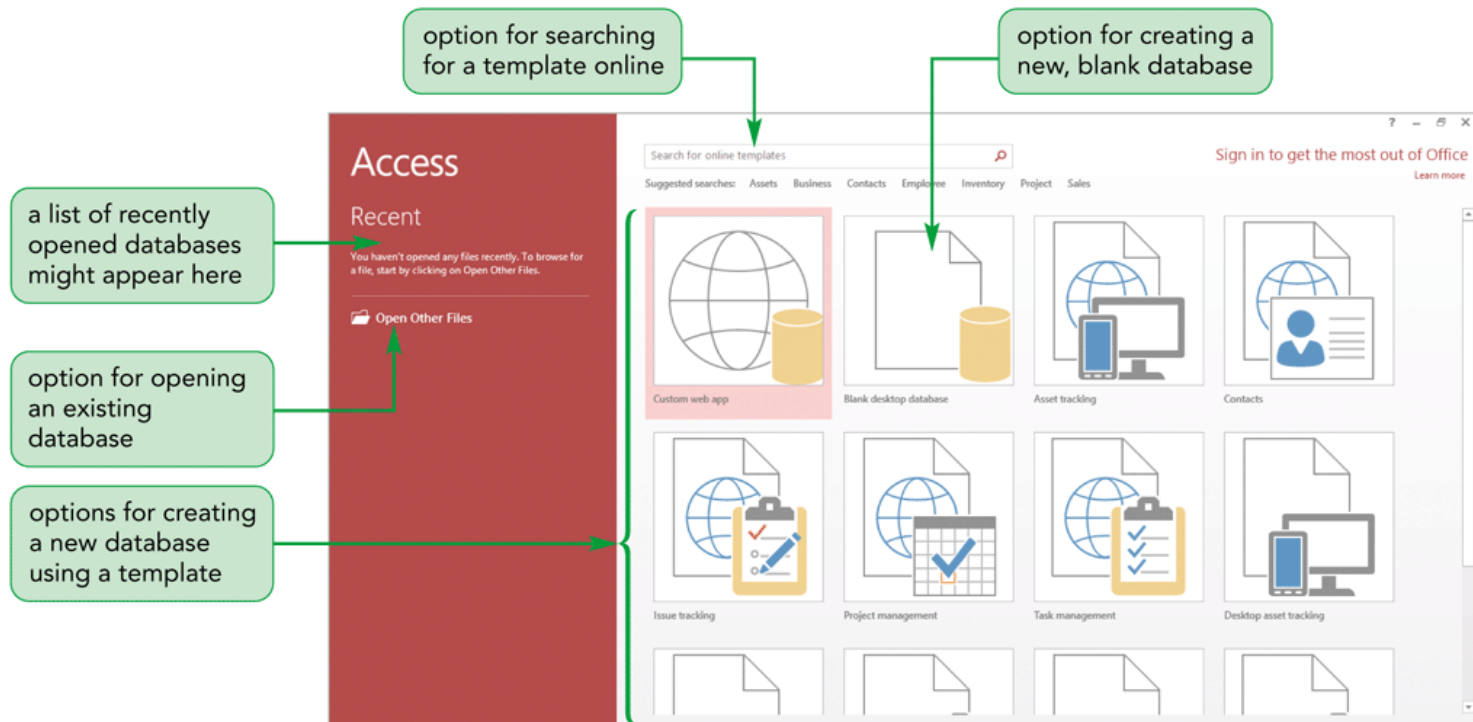 option for searching
for a template online
option for creating a
new, blank database
? – ✕
Access
Search for online templates
Sign in to get the most out of Office
Learn more
Suggested searches: Assets Business Contacts Employee Inventory Project Sales
a list of recently
opened databases
might appear here
Recent
You haven't opened any files recently. To browse for
a file, start by clicking on Open Other Files.
Open Other Files
option for opening
an existing
database
options for creating
a new database
using a template
Custom web app
Blank desktop database
Asset tracking
Contacts
Issue tracking
Project management
Task management
Desktop asset tracking